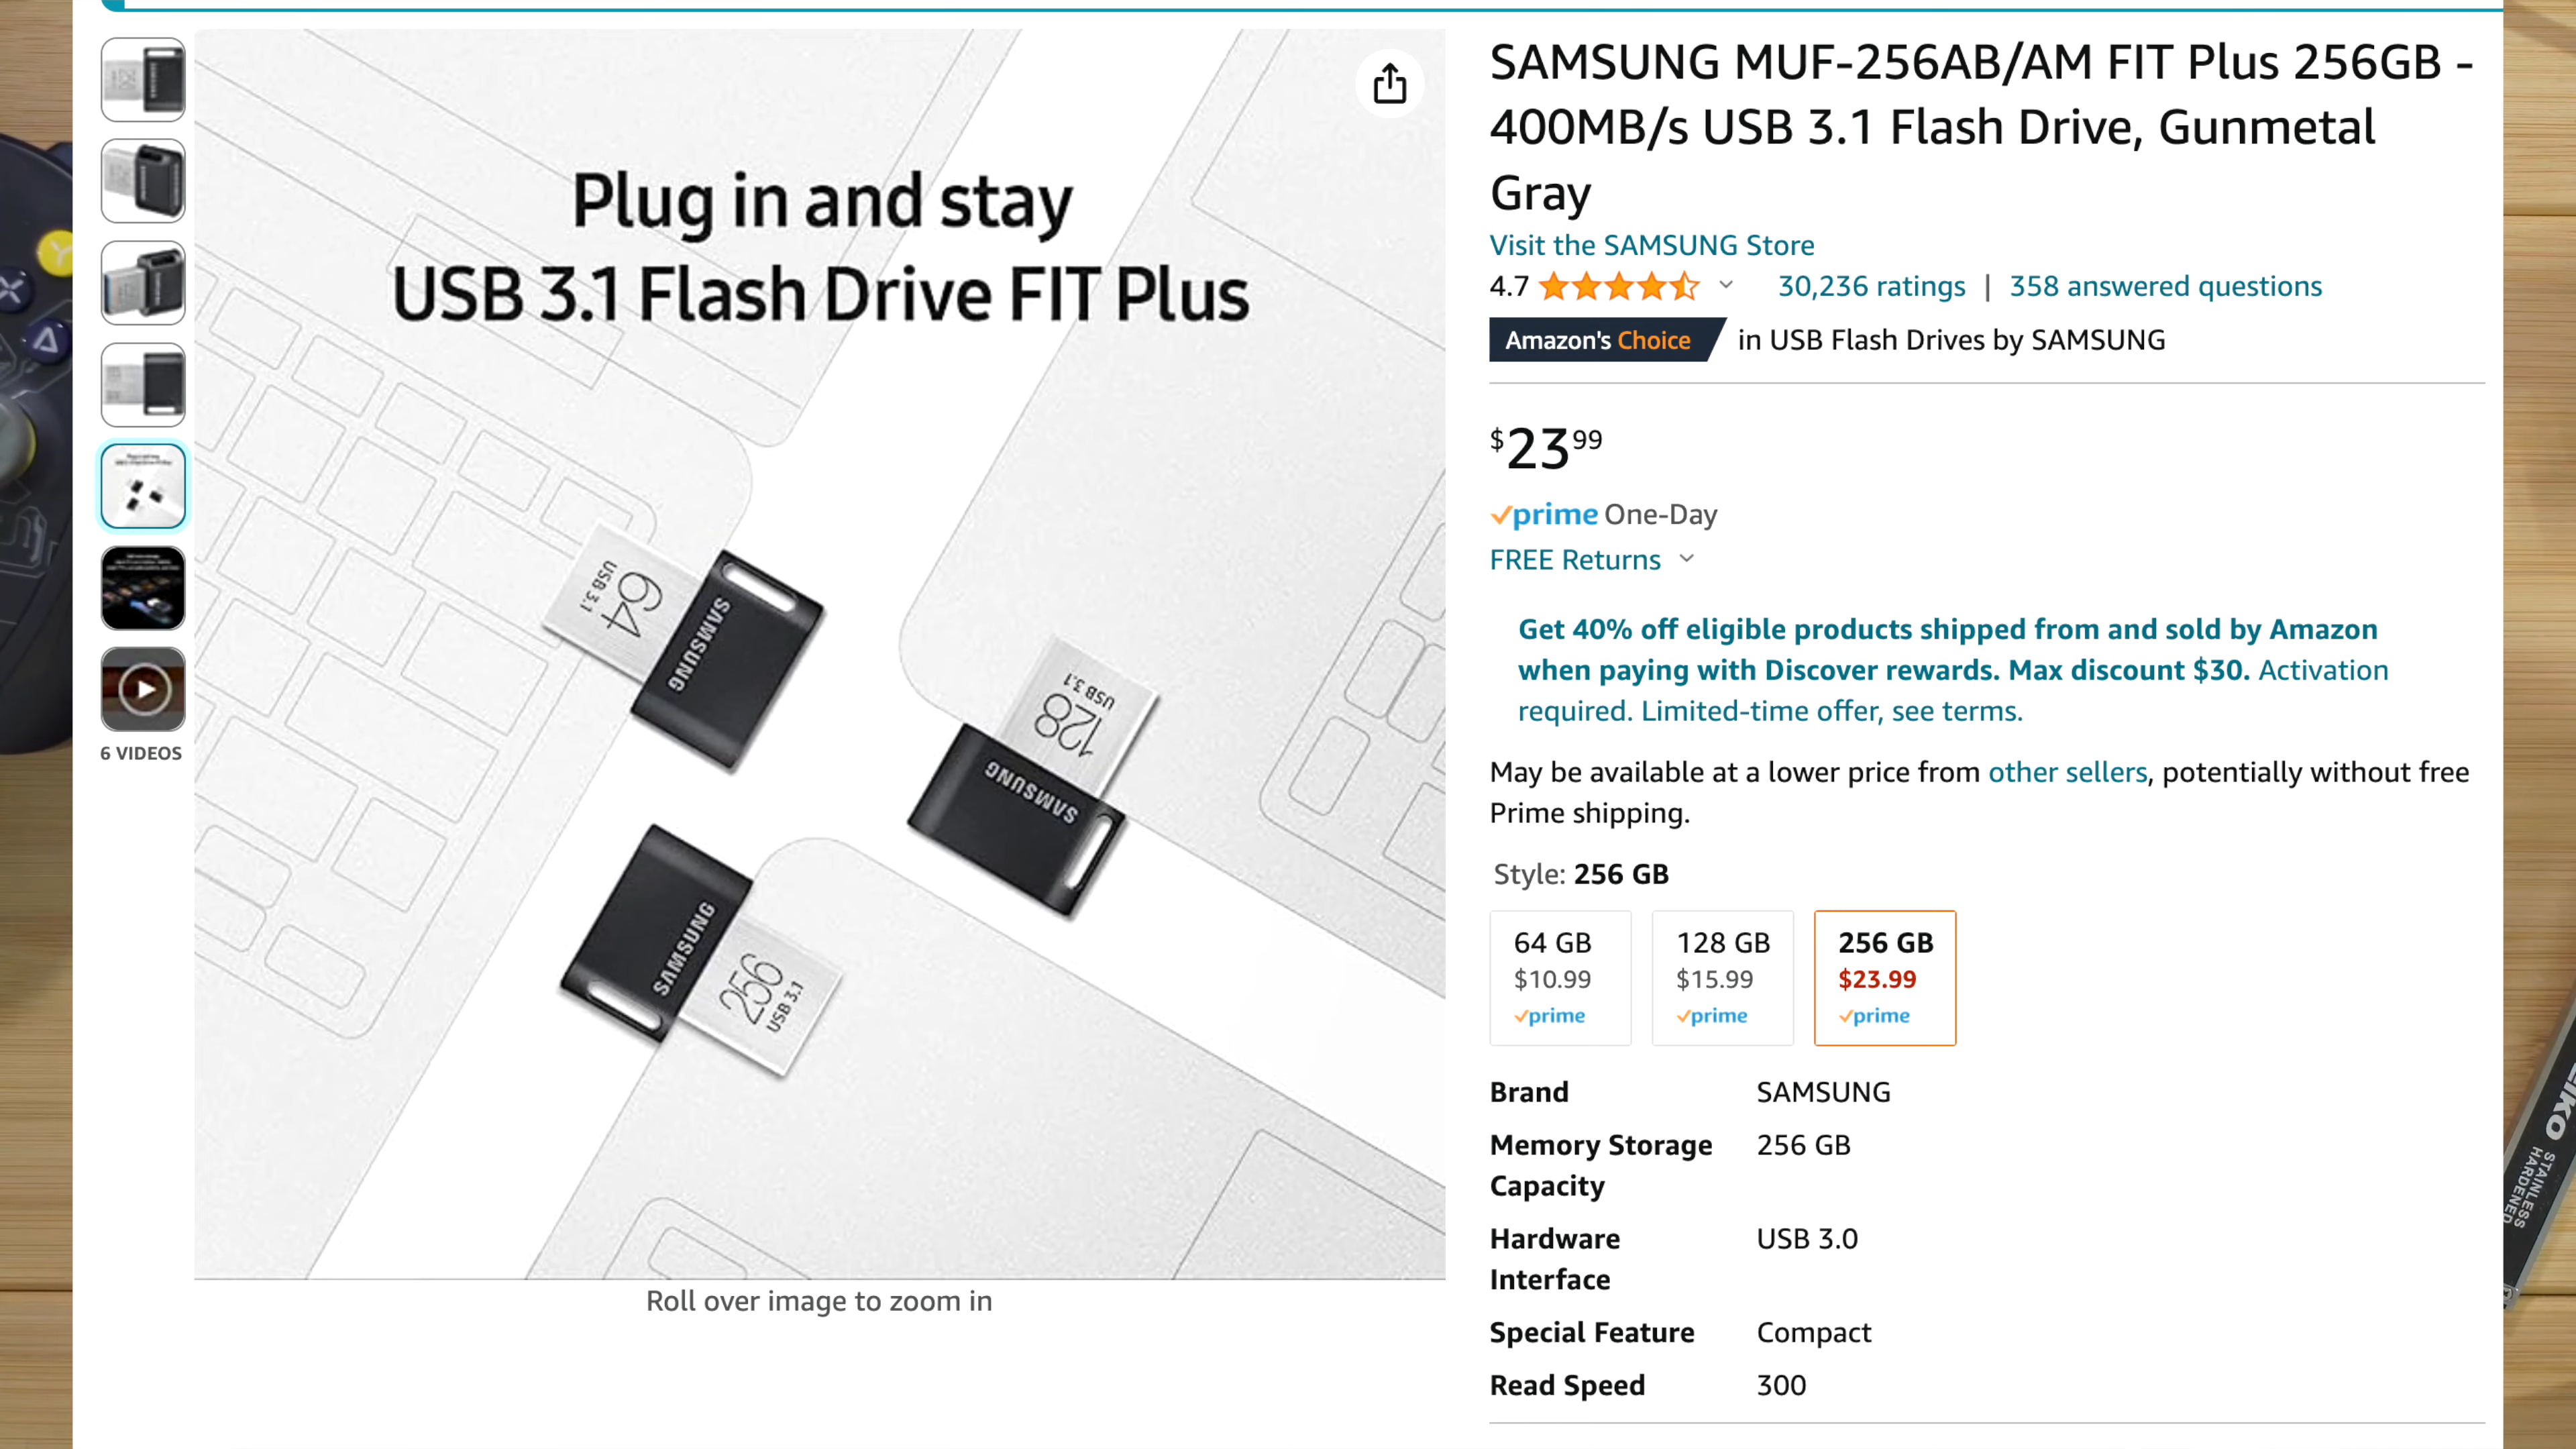 SAMSUNG MUF-256AB/AM FIT Plus 256GB -
400MB/s USB 3.1 Flash Drive, Gunmetal
Gray
Visit the SAMSUNG Store
4.7
30,236 ratings | 358 answered questions
Amazon's Choice in USB Flash Drives by SAMSUNG
$23 99
prime One-Day
FREE Returns
Get 40% off eligible products shipped from and sold by Amazon
when paying with Discover rewards. Max discount $30. Activation
required. Limited-time offer, see terms.
May be available at a lower price from other sellers, potentially without free
Prime shipping.
Style: 256 GB
64 GB
$10.99
prime
128 GB
$15.99
prime
256 GB
$23.99
prime
Brand SAMSUNG
Memory Storage
Capacity
256 GB
Hardware
Interface
USB 3.0
Special Feature Compact
Read Speed 300
Plug in and stay
USB 3.1 Flash Drive FIT Plus
64
USB 3.1
SAMSUNG
128
USB 3.1
SAMSUNG
256
USB 3.1
SAMSUNG
Roll over image to zoom in
6 VIDEOS
Y
X
A
STAINLESS
HARDENED